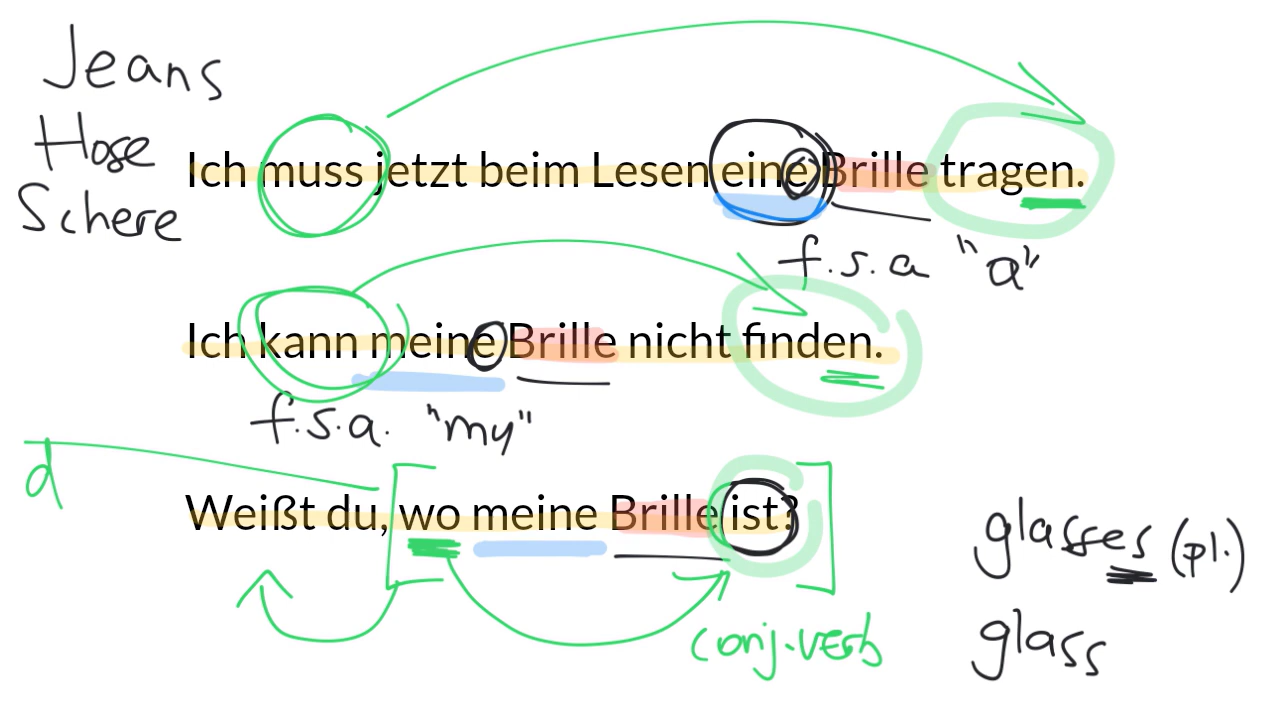 Jeans
Hose
Schere
Ich muss jetzt beim Lesen eine Brille tragen.
f.s.a "a"
Ich kann meine Brille nicht finden.
f.s.a. "my"
d
Weißt du, wo meine Brille ist?
conj.verb
glasses (pl.)
glass